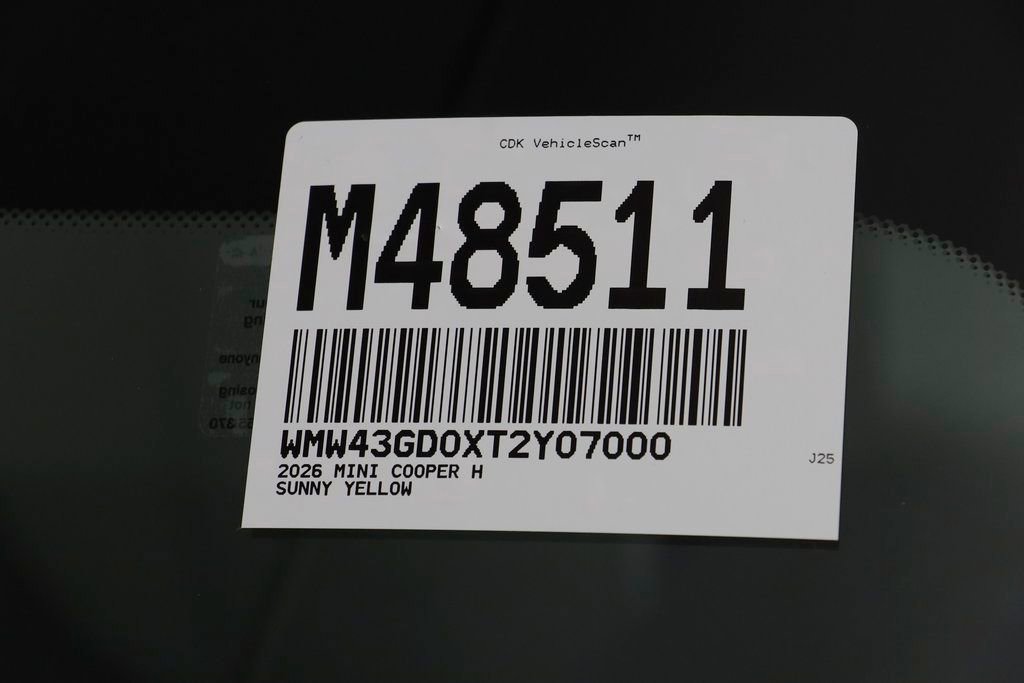 CDK VehicleScan™
M48511
WMW43GD0XT2Y07000
2026 MINI COOPER H
SUNNY YELLOW
J25